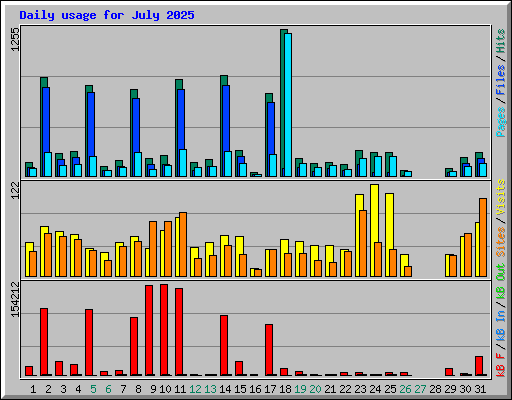 Daily usage for July 2025
1255
Pages / Files / Hits
122
Sites / Visits
154212
kB F / kB In / kB Out
1 2 3 4 5 6 7 8 9 10 11 12 13 14 15 16 17 18 19 20 21 22 23 24 25 26 27 28 29 30 31